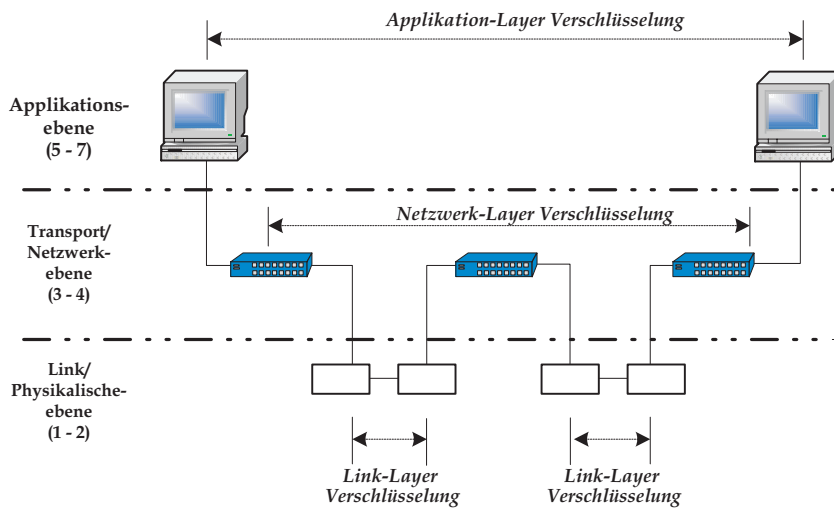 Applikation-Layer Verschlüsselung
Applikations-
ebene
(5 - 7)
Netzwerk-Layer Verschlüsselung
Transport/
Netzwerk-
ebene
(3 - 4)
Link/
Physikalische-
ebene
(1 - 2)
Link-Layer
Verschlüsselung
Link-Layer
Verschlüsselung